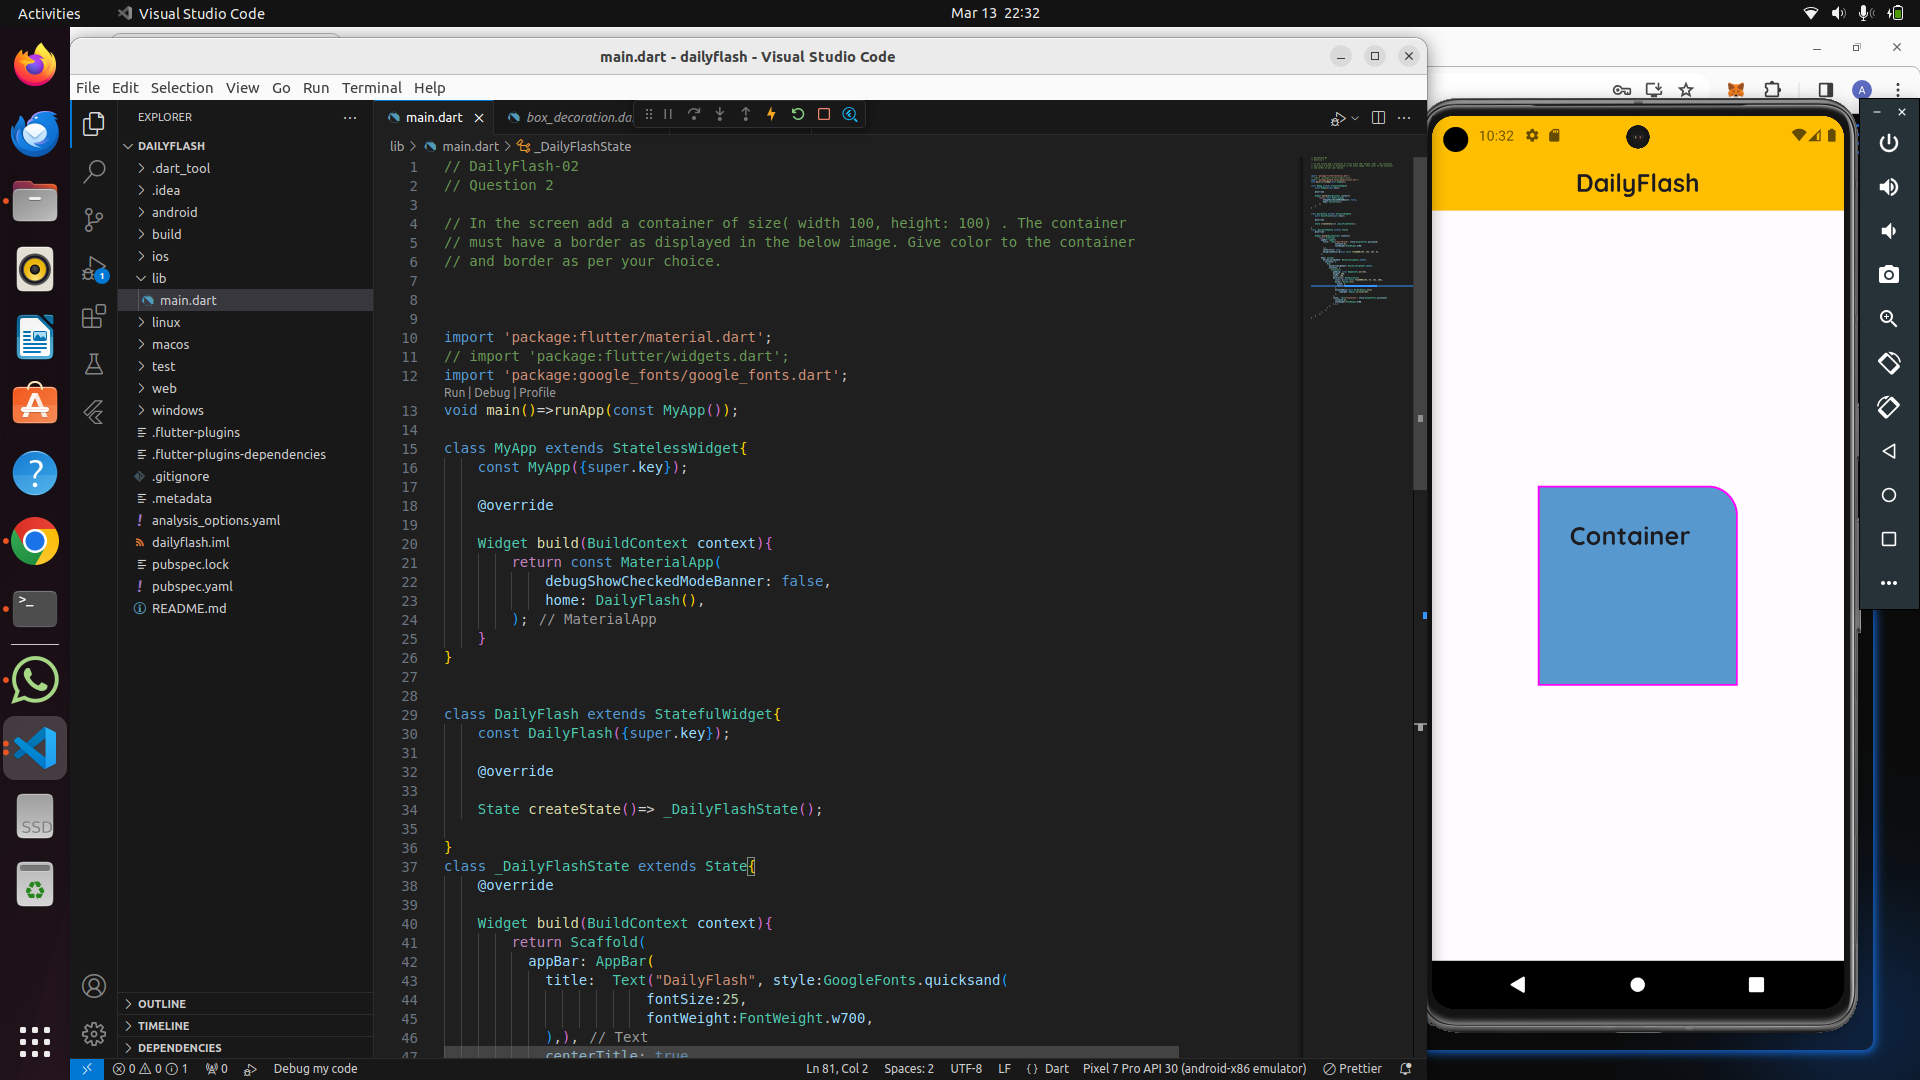 Activities
Visual Studio Code
Mar 13 22:32
main.dart - dailyflash - Visual Studio Code
File Edit Selection View Go Run Terminal Help
EXPLORER
DAILYFLASH
.dart_tool
.idea
android
build
ios
lib
main.dart
linux
macos
test
web
windows
.flutter-plugins
.flutter-plugins-dependencies
.gitignore
.metadata
analysis_options.yaml
dailyflash.iml
pubspec.lock
pubspec.yaml
README.md
OUTLINE
TIMELINE
DEPENDENCIES
1
SSD
main.dart
box_decoration.da
lib > main.dart > _DailyFlashState
1 // DailyFlash-02
2 // Question 2
3
4 // In the screen add a container of size( width 100, height: 100) . The container
5 // must have a border as displayed in the below image. Give color to the container
6 // and border as per your choice.
7
8
9
10 import 'package:flutter/material.dart';
11 // import 'package:flutter/widgets.dart';
12 import 'package:google_fonts/google_fonts.dart';
Run | Debug | Profile
13 void main()=>runApp(const MyApp());
14
15 class MyApp extends StatelessWidget{
16 const MyApp({super.key});
17
18 @override
19
20 Widget build(BuildContext context){
21 return const MaterialApp(
22 debugShowCheckedModeBanner: false,
23 home: DailyFlash(),
24 ); // MaterialApp
25 }
26 }
27
28
29 class DailyFlash extends StatefulWidget{
30 const DailyFlash({super.key});
31
32 @override
33
34 State createState()=> _DailyFlashState();
35
36 }
37 class _DailyFlashState extends State{
38 @override
39
40 Widget build(BuildContext context){
41 return Scaffold(
42 appBar: AppBar(
43 title: Text("DailyFlash", style:GoogleFonts.quicksand(
44 fontSize:25,
45 fontWeight:FontWeight.w700,
46 ),), // Text
47 centerTitle: true
0 0 1
0
Debug my code
Ln 81, Col 2
Spaces: 2
UTF-8
LF
{ } Dart
Pixel 7 Pro API 30 (android-x86 emulator)
Prettier
A
10:32
DailyFlash
Container